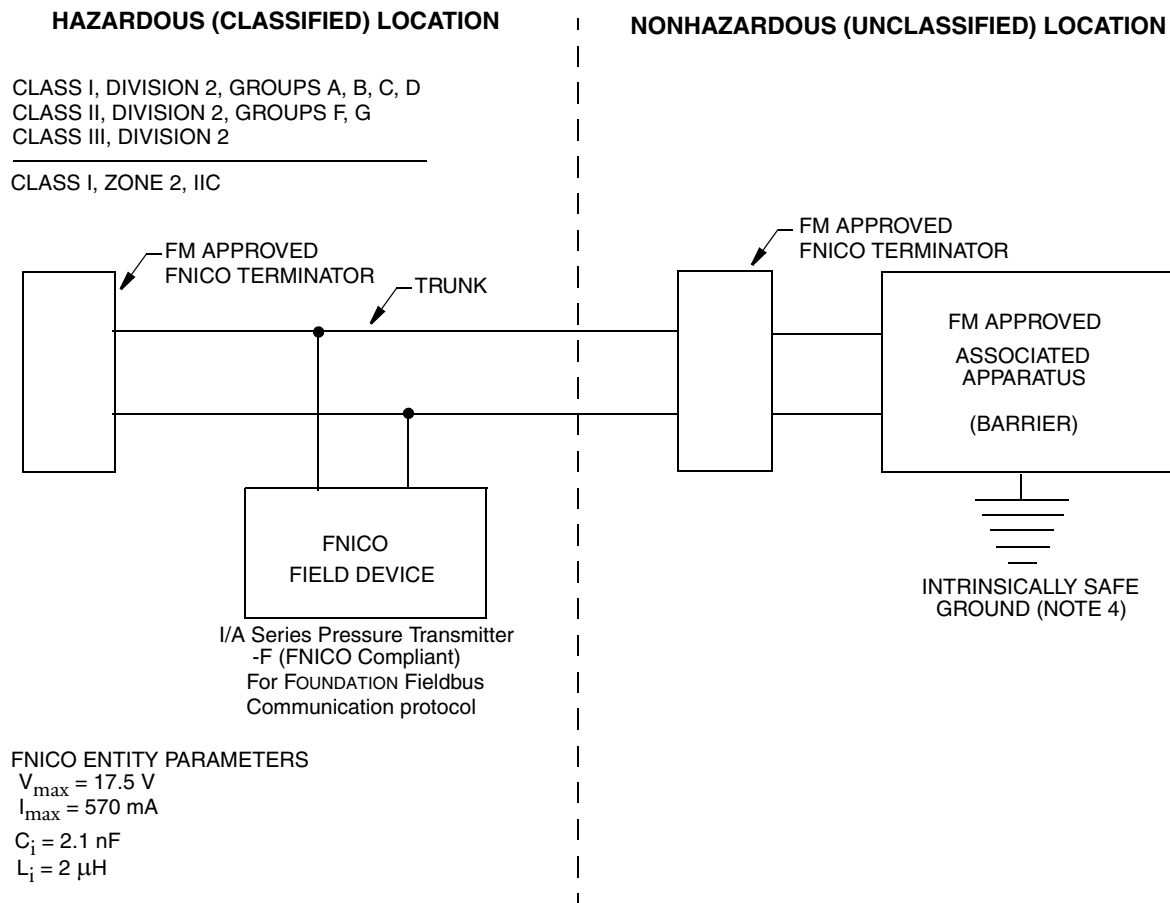 HAZARDOUS (CLASSIFIED) LOCATION
NONHAZARDOUS (UNCLASSIFIED) LOCATION
CLASS I, DIVISION 2, GROUPS A, B, C, D
CLASS II, DIVISION 2, GROUPS F, G
CLASS III, DIVISION 2
CLASS I, ZONE 2, IIC
FM APPROVED
FNICO TERMINATOR
TRUNK
FM APPROVED
FNICO TERMINATOR
FM APPROVED
ASSOCIATED
APPARATUS
(BARRIER)
FNICO
FIELD DEVICE
INTRINSICALLY SAFE
GROUND (NOTE 4)
I/A Series Pressure Transmitter
-F (FNICO Compliant)
For FOUNDATION Fieldbus
Communication protocol
FNICO ENTITY PARAMETERS
Vmax = 17.5 V
Imax = 570 mA
Ci = 2.1 nF
Li = 2 µH